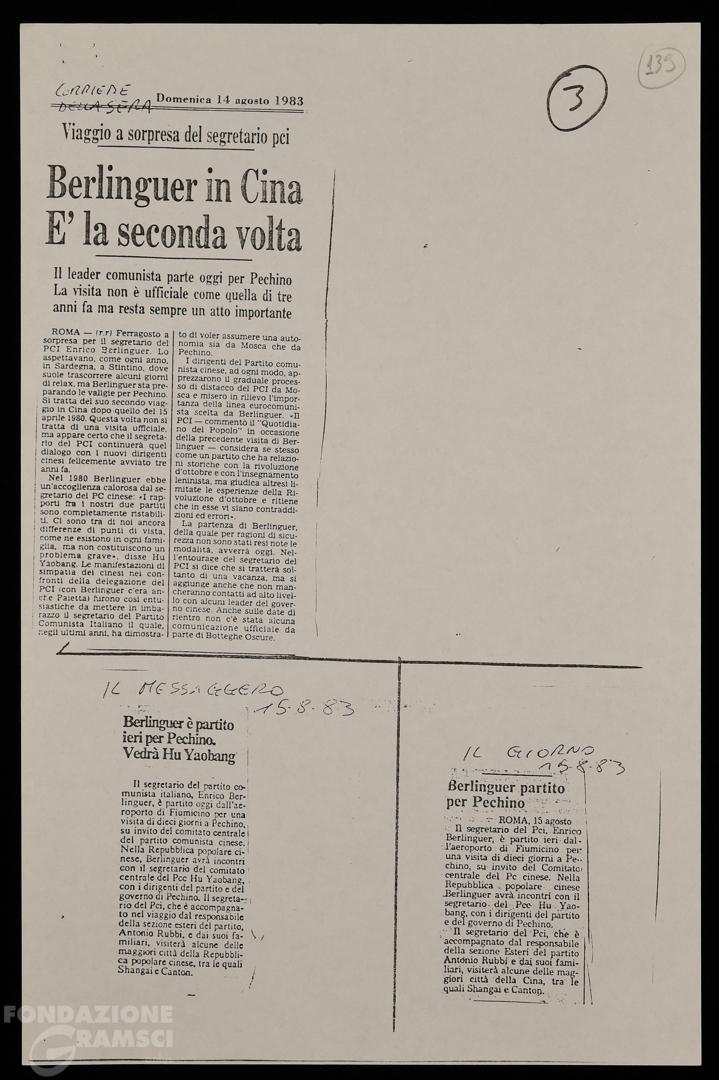 135
3
CORRIERE
DELLA SERA Domenica 14 agosto 1983
Viaggio a sorpresa del segretario pci
Berlinguer in Cina
E' la seconda volta
Il leader comunista parte oggi per Pechino
La visita non è ufficiale come quella di tre
anni fa ma resta sempre un atto importante
ROMA — (r.r) Ferragosto a
sorpresa per il segretario del
PCI Enrico Berlinguer. Lo
aspettavano, come ogni anno,
in Sardegna, a Stintino, dove
suole trascorrere alcuni giorni
di relax, ma Berlinguer sta pre-
parando le valigie per Pechino.
Si tratta del suo secondo viag-
gio in Cina dopo quello del 15
aprile 1980. Questa volta non si
tratta di una visita ufficiale,
ma appare certo che il segreta-
rio del PCI continuerà quel
dialogo con i nuovi dirigenti
cinesi felicemente avviato tre
anni fa.
Nel 1980 Berlinguer ebbe
un'accoglienza calorosa dal se-
gretario del PC cinese: «I rap-
porti fra i nostri due partiti
sono completamente ristabili-
ti. Ci sono tra di noi ancora
differenze di punti di vista,
come ne esistono in ogni fami-
glia, ma non costituiscono un
problema grave», disse Hu
Yaobang. Le manifestazioni di
simpatia dei cinesi nei con-
fronti della delegazione del
PCI (con Berlinguer c'era an-
che Pajetta) furono così entu-
siastiche da mettere in imba-
razzo il segretario del Partito
Comunista Italiano il quale,
negli ultimi anni, ha dimostra-
to di voler assumere una auto-
nomia sia da Mosca che da
Pechino.
I dirigenti del Partito comu-
nista cinese, ad ogni modo, ap-
prezzarono il graduale proces-
so di distacco del PCI da Mo-
sca e misero in rilievo l'impor-
tanza della linea eurocomuni-
sta scelta da Berlinguer. «Il
PCI — commentò il "Quotidia-
no del Popolo" in occasione
della precedente visita di Ber-
linguer — considera se stesso
come un partito che ha relazio-
ni storiche con la rivoluzione
d'ottobre e con l'insegnamento
leninista, ma giudica altresì li-
mitate le esperienze della Ri-
voluzione d'ottobre e ritiene
che in esse vi siano contraddi-
zioni ed errori».
La partenza di Berlinguer,
della quale per ragioni di sicu-
rezza non sono stati resi note le
modalità, avverrà oggi. Nel-
l'entourage del segretario del
PCI si dice che si tratterà sol-
tanto di una vacanza, ma si
aggiunge anche che non man-
cheranno contatti ad alto livel-
lo con alcuni leader del gover-
no cinese. Anche sulle date di
rientro non c'è stata alcuna
comunicazione ufficiale da
parte di Botteghe Oscure.
IL MESSAGGERO
15-8-83
Berlinguer è partito
ieri per Pechino.
Vedrà Hu Yaobang
Il segretario del partito co-
munista italiano, Enrico Ber-
linguer, è partito oggi dall'ae-
roporto di Fiumicino per una
visita di dieci giorni a Pechino,
su invito del comitato centrale
del partito comunista cinese.
Nella Repubblica popolare ci-
nese, Berlinguer avrà incontri
con il segretario del comitato
centrale del Pcc Hu Yaobang,
con i dirigenti del partito e del
governo di Pechino. Il segreta-
rio del Pci, che è accompagna-
to nel viaggio dal responsabile
della sezione esteri del partito,
Antonio Rubbi, e dai suoi fa-
miliari, visiterà alcune delle
maggiori città della Repubbli-
ca popolare cinese, tra le quali
Shangai e Canton.
IL GIORNO
15-8-83
Berlinguer partito
per Pechino
ROMA, 15 agosto
Il segretario del Pci, Enrico
Berlinguer, è partito ieri dal-
l'aeroporto di Fiumicino per
una visita di dieci giorni a Pe-
chino, su invito del Comitato
centrale del Pc cinese. Nella
Repubblica popolare cinese
Berlinguer avrà incontri con il
segretario del Pcc Hu Yao-
bang, con i dirigenti del partito
e del governo di Pechino.
Il segretario del Pci, che è
accompagnato dal responsabile
della sezione Esteri del partito
Antonio Rubbi e dai suoi fami-
liari, visiterà alcune delle mag-
giori città della Cina, tra le
quali Shangai e Canton.
FONDAZIONE
GRAMSCI